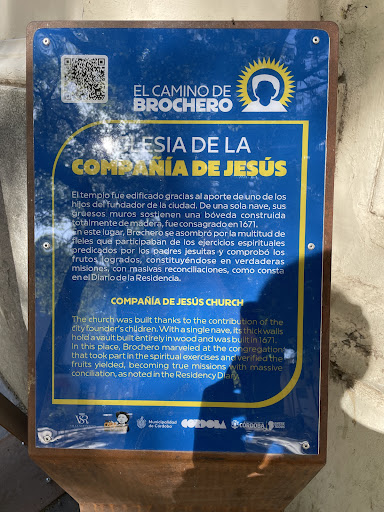 EL CAMINO DE
BROCHERO
IGLESIA DE LA
COMPAÑÍA DE JESÚS
El templo fue edificado gracias al aporte de uno de los
hijos del fundador de la ciudad. De una sola nave, sus
gruesos muros sostienen una bóveda construida
totalmente de madera, fue consagrado en 1671.
En este lugar, Brochero se asombró por la multitud de
fieles que participaban de los ejercicios espirituales
predicados por los padres jesuitas y comprobó los
frutos logrados, constituyéndose en verdaderas
misiones, con masivas reconciliaciones, como consta
en el Diario de la Residencia.
COMPAÑÍA DE JESÚS CHURCH
The church was built thanks to the contribution of the
city founder's children. With a single nave, its thick walls
hold a vault built entirely in wood and was built in 1671.
In this place, Brochero marveled at the congregation
that took part in the spiritual exercises and verified the
fruits yielded, becoming true missions with massive
conciliation, as noted in the Residency Diary.
Municipalidad
de Córdoba
CÓRDOBA
CÓRDOBA